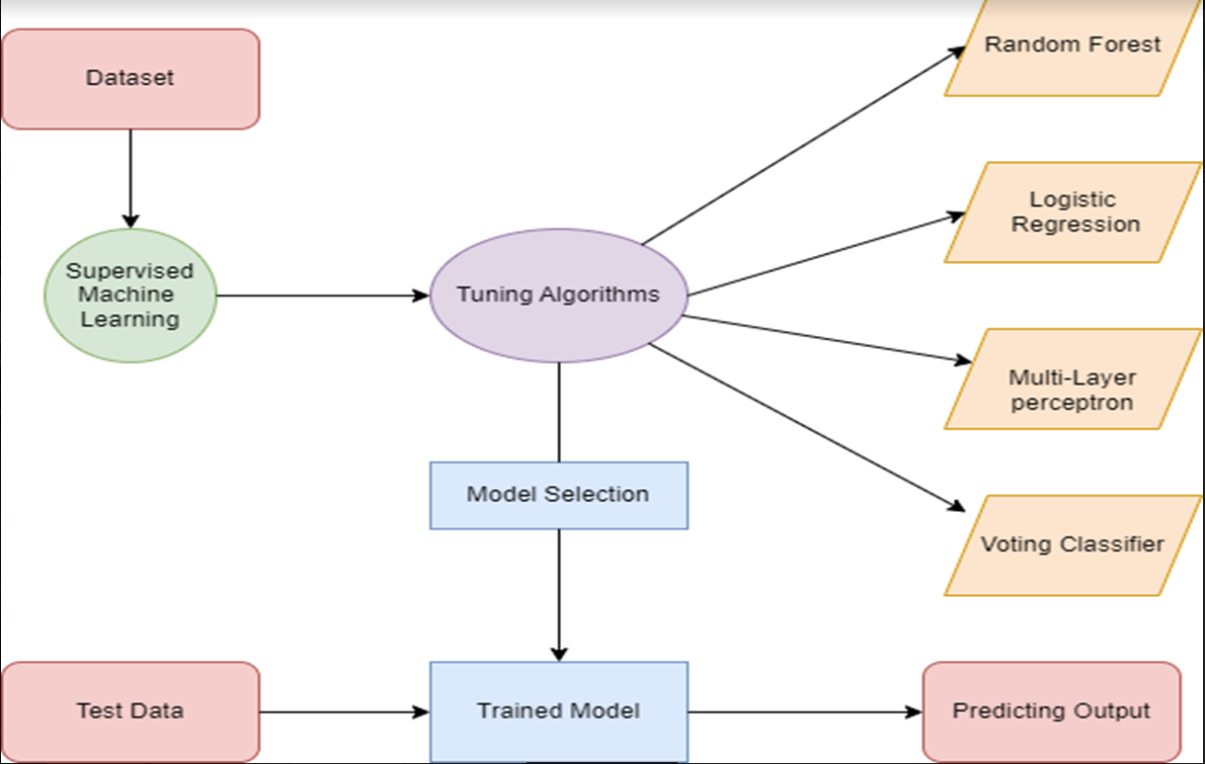 Dataset
Random Forest
Logistic
Regression
Supervised
Machine
Learning
Tuning Algorithms
Multi-Layer
perceptron
Model Selection
Voting Classifier
Test Data
Trained Model
Predicting Output